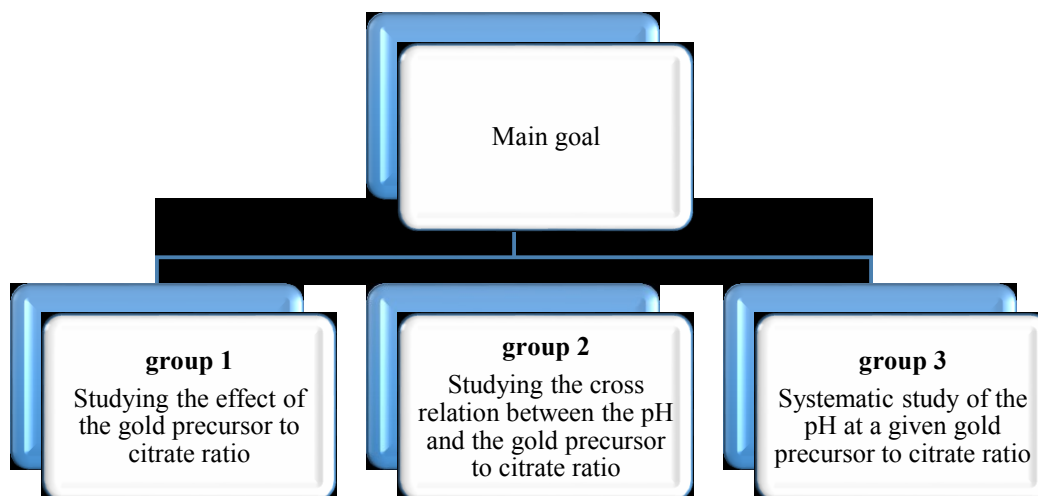 Main goal
group 1
Studying the effect of
the gold precursor to
citrate ratio
group 2
Studying the cross
relation between the pH
and the gold precursor
to citrate ratio
group 3
Systematic study of the
pH at a given gold
precursor to citrate ratio